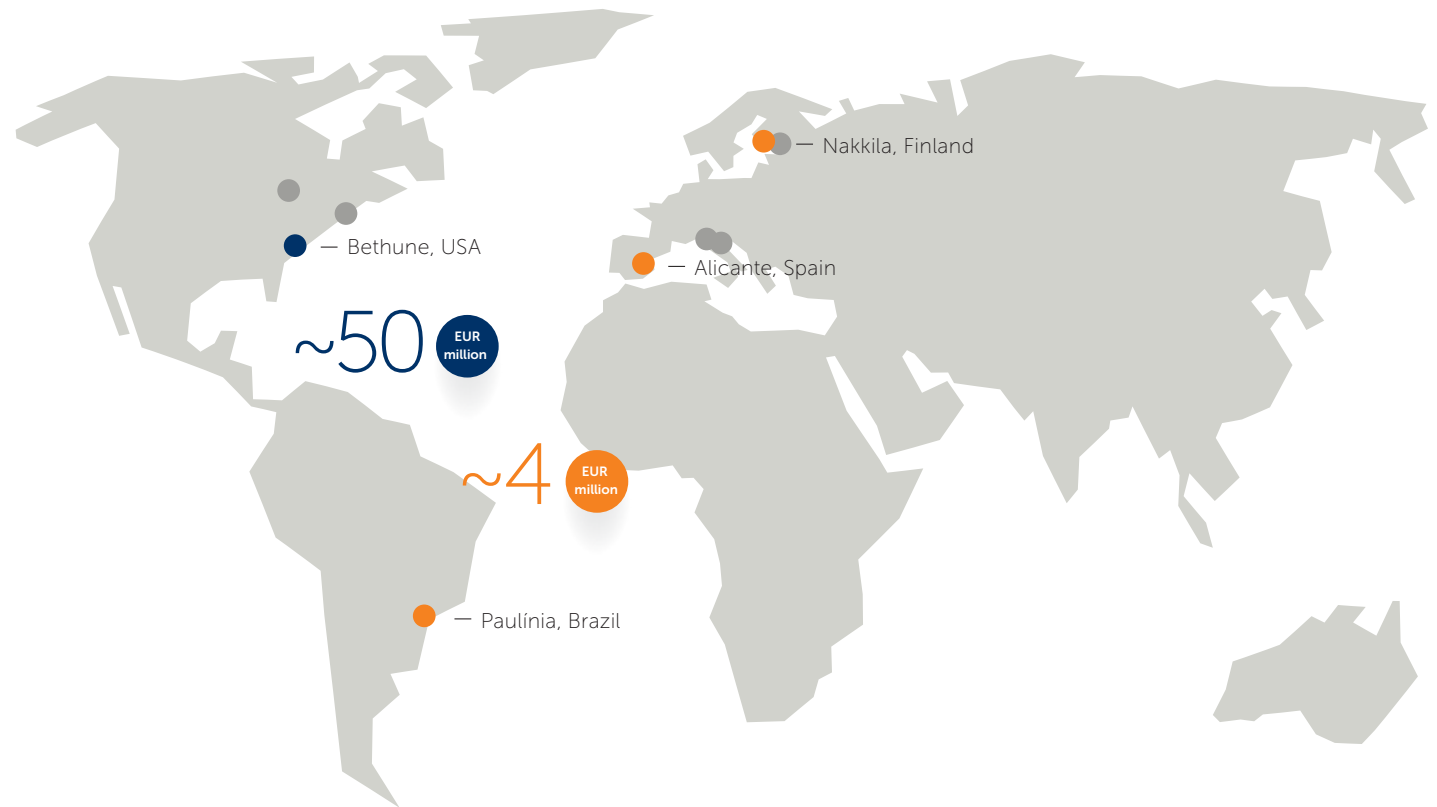 — Nakkila, Finland
— Bethune, USA
— Alicante, Spain
~50
EUR
million
~4
EUR
million
— Paulínia, Brazil